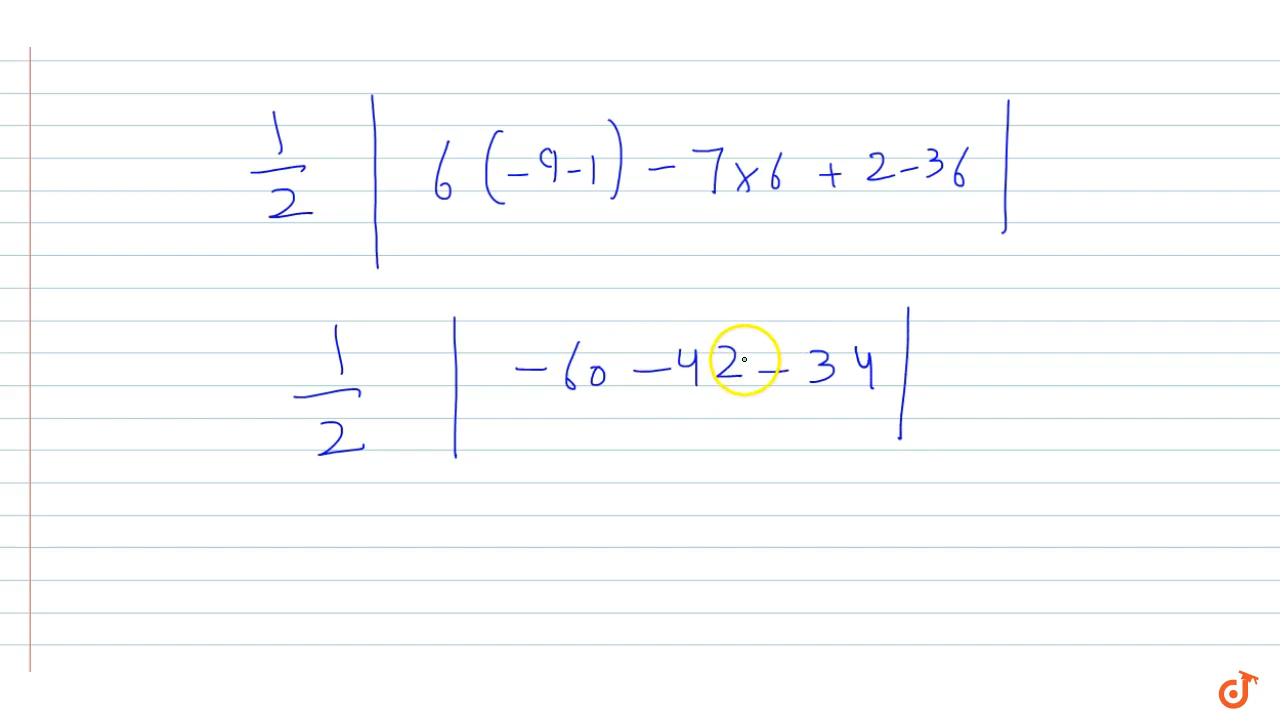 1/2 | 6 (-9-1) - 7x6 + 2-36 |
1/2 | -60 -42 - 34 |